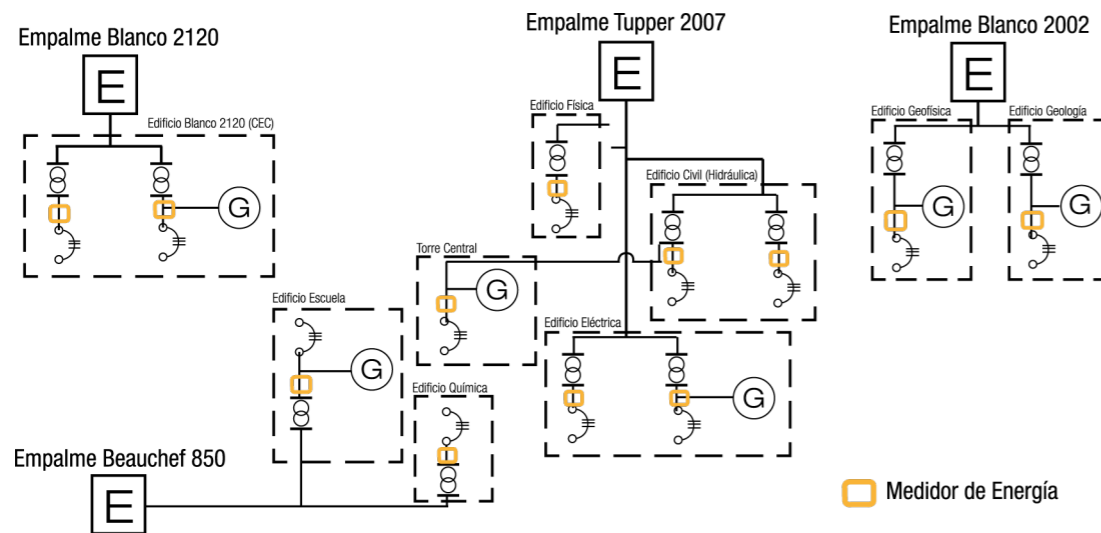 Empalme Blanco 2120
E
Edificio Blanco 2120 (CEC)
G
Empalme Tupper 2007
E
Edificio Física
Edificio Civil (Hidráulica)
Torre Central
G
Edificio Eléctrica
G
Empalme Blanco 2002
E
Edificio Geofísica
Edificio Geología
G
G
Edificio Escuela
G
Edificio Química
Empalme Beauchef 850
E
Medidor de Energía